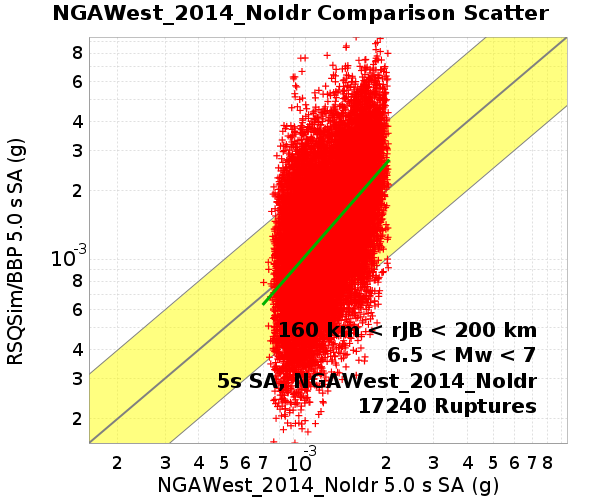 NGAWest_2014_NoIdr Comparison Scatter
RSQSim/BBP 5.0 s SA (g)
8
6
4
3
2
10-3
8
6
4
3
2
160 km < rJB < 200 km
6.5 < Mw < 7
5s SA, NGAWest_2014_NoIdr
17240 Ruptures
2 3 4 5 6 7 10-3 2 3 4 5 6 7 8
NGAWest_2014_NoIdr 5.0 s SA (g)